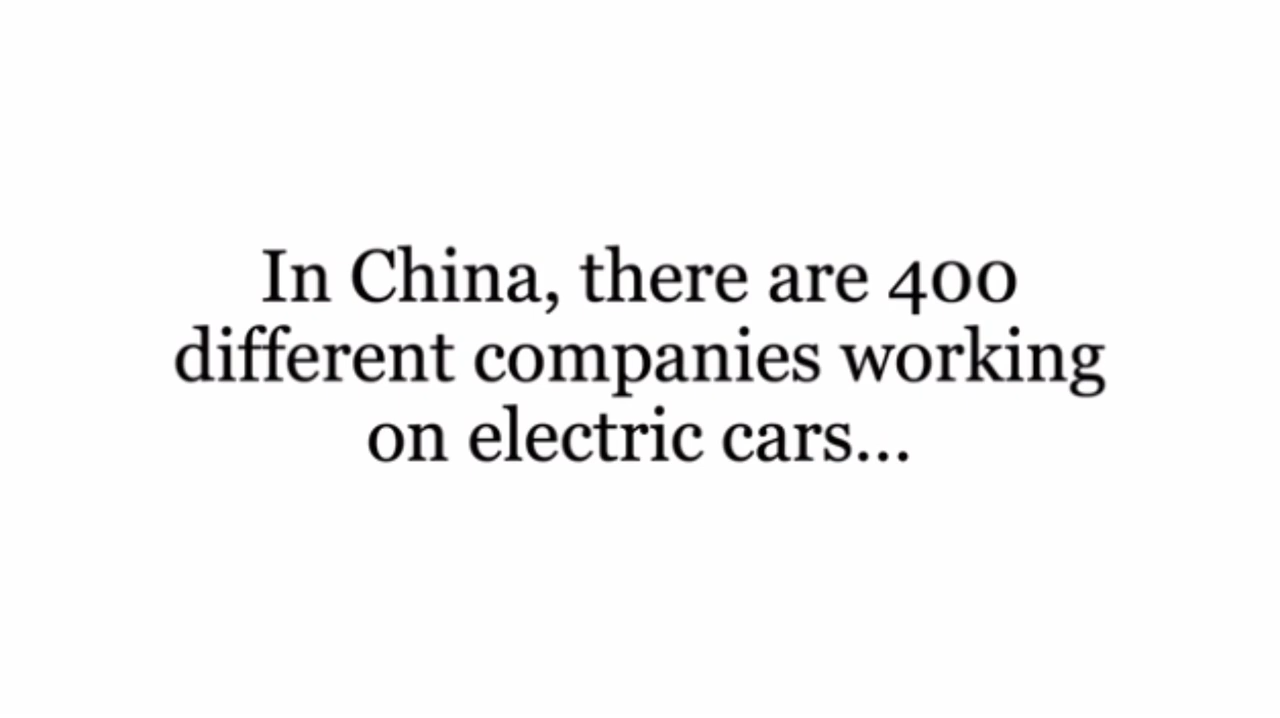 In China, there are 400
different companies working
on electric cars...